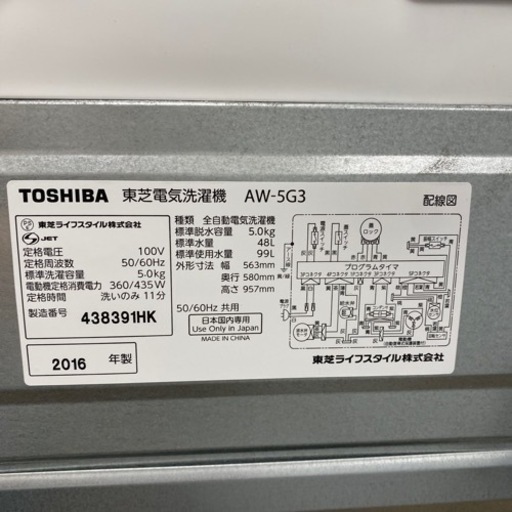 TOSHIBA 東芝電気洗濯機 AW-5G3
配線図
東芝ライフスタイル株式会社
JET
定格電圧 100V
定格周波数 50/60Hz
標準洗濯容量 5.0kg
電動機定格消費電力 360/435W
定格時間 洗いのみ 11分
製造番号 438391HK
2016 年製
種類 全自動電気洗濯機
標準脱水容量 5.0kg
標準水量 48L
標準使用水量 99L
外形寸法 幅 563mm
奥行 580mm
高さ 957mm
50/60Hz 共用
日本国内専用
Use Only in Japan
MADE IN CHINA
プログラムタイマ
東芝ライフスタイル株式会社